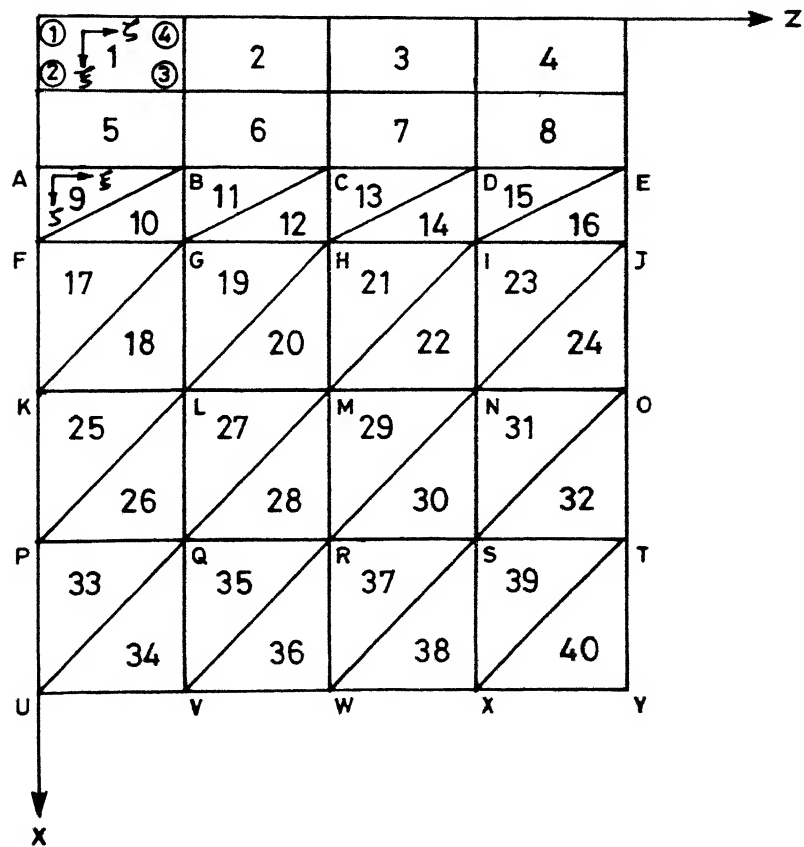 ① ζ ④ Z
1 2 3 4
② ξ ③
5 6 7 8
A ξ B C D E
9 11 13 15
ζ 10 12 14 16
F G H I J
17 19 21 23
18 20 22 24
K L M N O
25 27 29 31
26 28 30 32
P Q R S T
33 35 37 39
34 36 38 40
U V W X Y
X